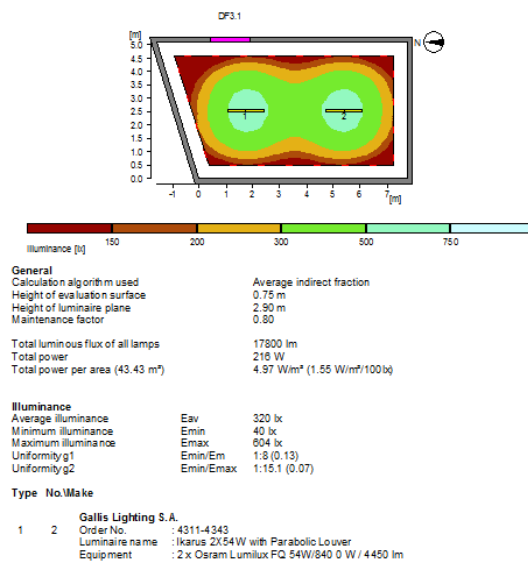 DF3.1
[m]
5.0
4.5
4.0
3.5
3.0
2.5
2.0
1.5
1.0
0.5
0.0
N
1 2
-1 0 1 2 3 4 5 6 7 [m]
Illuminance [lx] 150 200 300 500 750
General
Calculation algorithm used Average indirect fraction
Height of evaluation surface 0.75 m
Height of luminaire plane 2.90 m
Maintenance factor 0.80
Total luminous flux of all lamps 17800 lm
Total power 216 W
Total power per area (43.43 m²) 4.97 W/m² (1.55 W/m²/100lx)
Illuminance
Average illuminance Eav 320 lx
Minimum illuminance Emin 40 lx
Maximum illuminance Emax 604 lx
Uniformity g1 Emin/Em 1:8 (0.13)
Uniformity g2 Emin/Emax 1:15.1 (0.07)
Type No.\Make
Gallis Lighting S.A.
1 2 Order No. : 4311-4343
Luminaire name : Ikarus 2X54W with Parabolic Louver
Equipment : 2 x Osram Lumilux FQ 54W/840 0 W / 4450 lm